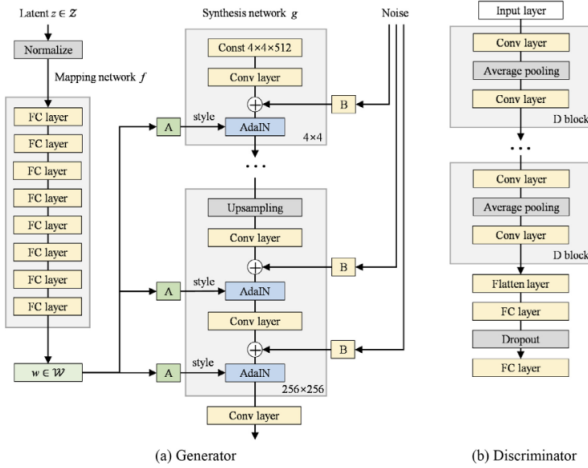 Latent z ∈ Z
Normalize
Mapping network f
FC layer
FC layer
FC layer
FC layer
FC layer
FC layer
FC layer
FC layer
w ∈ W
Synthesis network g
Noise
Const 4×4×512
Conv layer
B
A
style
AdaIN
4×4
...
Upsampling
Conv layer
B
A
style
AdaIN
Conv layer
B
A
style
AdaIN
256×256
Conv layer
(a) Generator
Input layer
Conv layer
Average pooling
Conv layer
D block
...
Conv layer
Average pooling
Conv layer
D block
Flatten layer
FC layer
Dropout
FC layer
(b) Discriminator